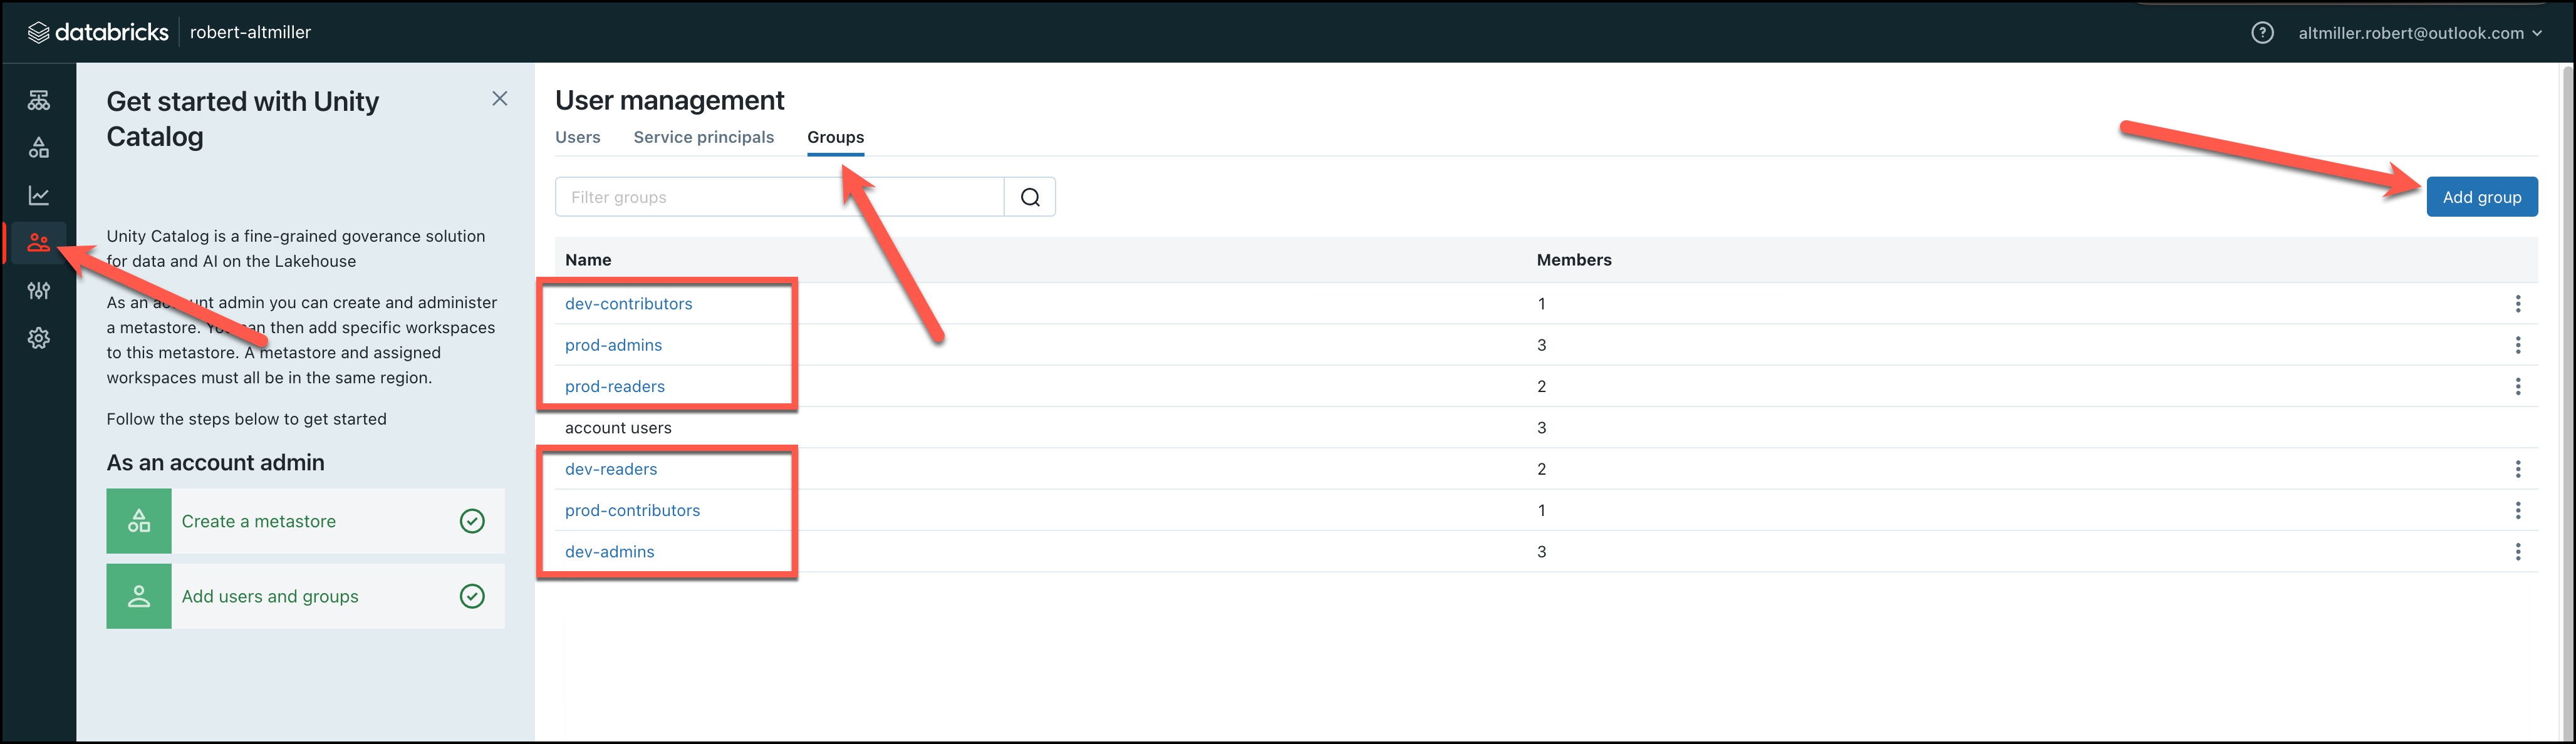 databricks robert-altmiller
? altmiller.robert@outlook.com
Get started with Unity
Catalog
Unity Catalog is a fine-grained goverance solution
for data and AI on the Lakehouse
As an account admin you can create and administer
a metastore. You can then add specific workspaces
to this metastore. A metastore and assigned
workspaces must all be in the same region.
Follow the steps below to get started
As an account admin
Create a metastore
Add users and groups
User management
Users Service principals Groups
Filter groups
Add group
Name Members
dev-contributors 1
prod-admins 3
prod-readers 2
account users 3
dev-readers 2
prod-contributors 1
dev-admins 3